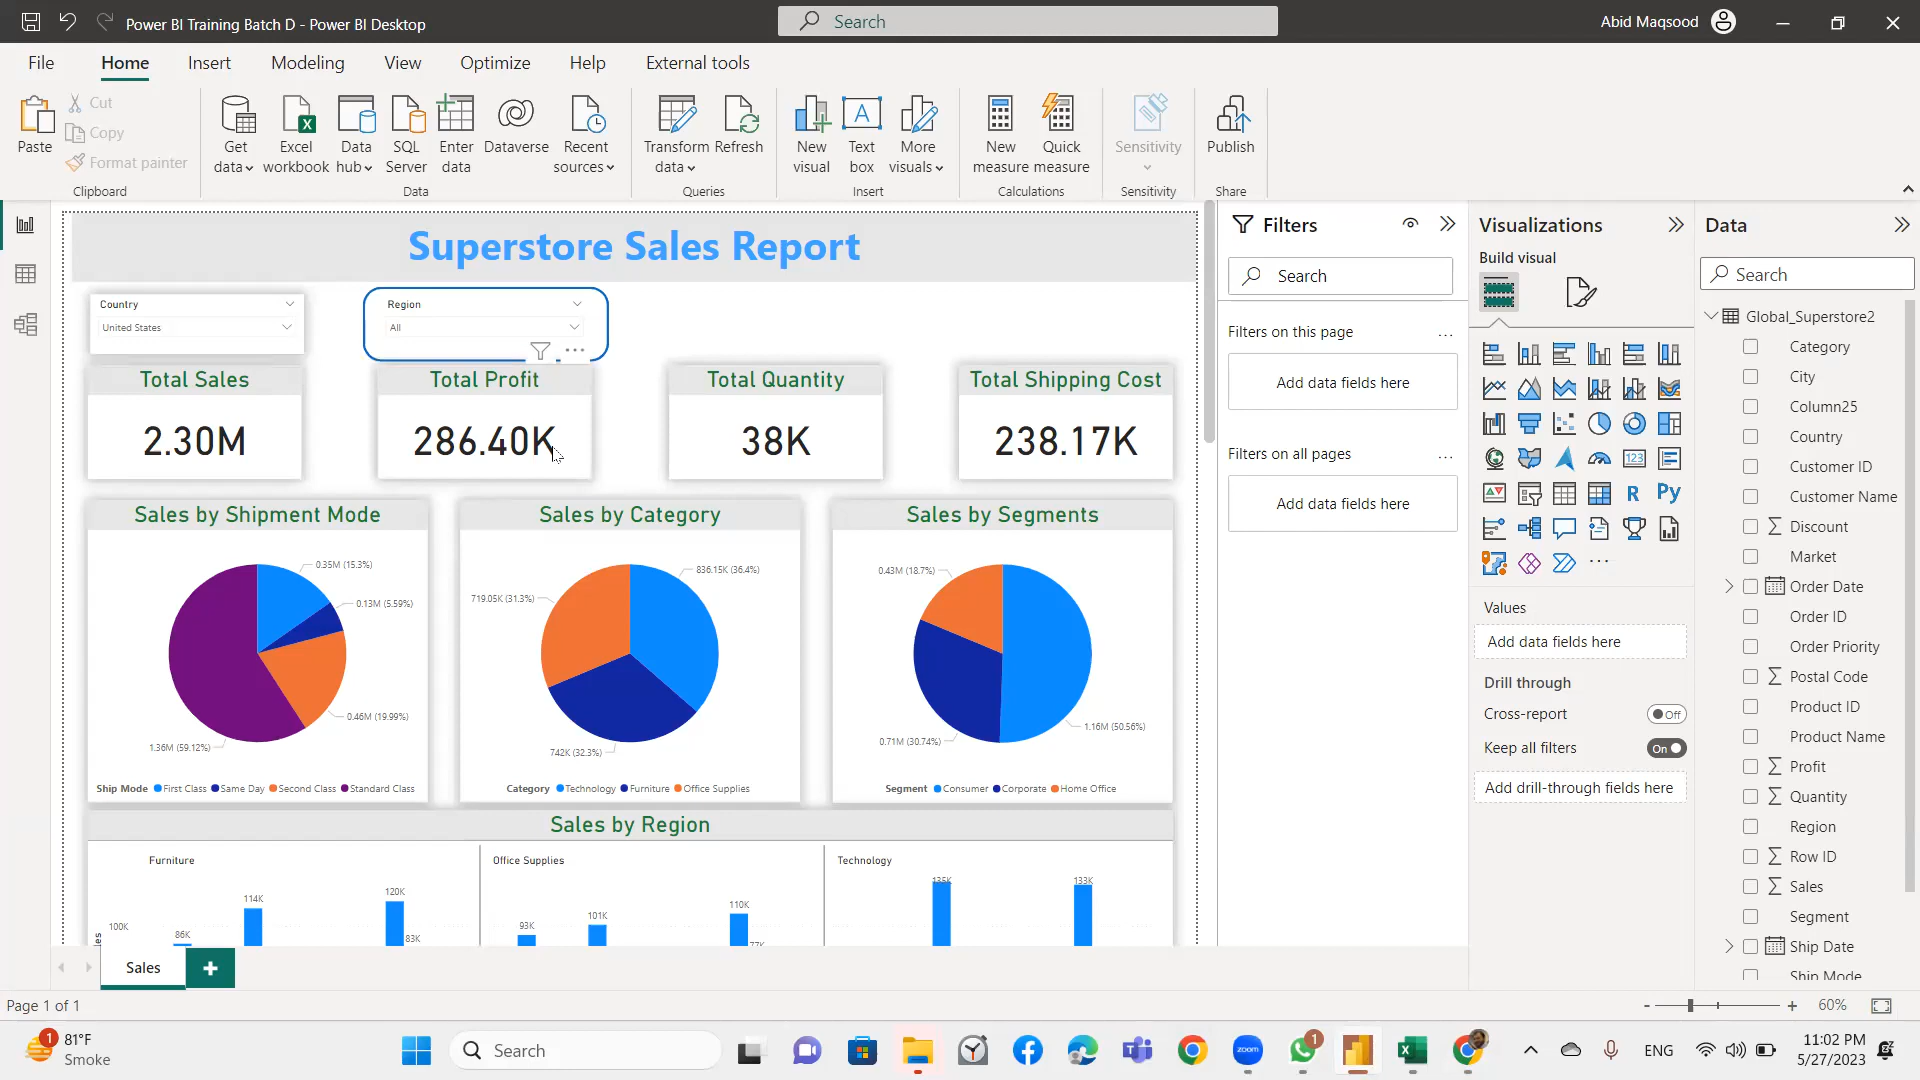 Power BI Training Batch D - Power BI Desktop
Search
Abid Maqsood
File
Home
Insert
Modeling
View
Optimize
Help
External tools
Paste
Cut
Copy
Format painter
Clipboard
Get data
Excel workbook
Data hub
SQL Server
Enter data
Dataverse
Recent sources
Data
Transform data
Refresh
Queries
New visual
Text box
More visuals
Insert
New measure
Quick measure
Calculations
Sensitivity
Sensitivity
Publish
Share
Superstore Sales Report
Country
United States
Region
All
Total Sales
2.30M
Total Profit
286.40K
Total Quantity
38K
Total Shipping Cost
238.17K
Sales by Shipment Mode
0.35M (15.3%)
0.13M (5.59%)
0.46M (19.99%)
1.36M (59.12%)
Ship Mode First Class Same Day Second Class Standard Class
Sales by Category
836.15K (36.4%)
719.05K (31.3%)
742K (32.3%)
Category Technology Furniture Office Supplies
Sales by Segments
0.43M (18.7%)
1.16M (50.56%)
0.71M (30.74%)
Segment Consumer Corporate Home Office
Sales by Region
Furniture
100K
86K
114K
120K
83K
Office Supplies
93K
101K
110K
77K
Technology
135K
133K
Sales
Page 1 of 1
60%
Filters
Search
Filters on this page
Add data fields here
Filters on all pages
Add data fields here
Visualizations
Build visual
123
R
Py
Values
Add data fields here
Drill through
Cross-report
Off
Keep all filters
On
Add drill-through fields here
Data
Search
Global_Superstore2
Category
City
Column25
Country
Customer ID
Customer Name
Discount
Market
Order Date
Order ID
Order Priority
Postal Code
Product ID
Product Name
Profit
Quantity
Region
Row ID
Sales
Segment
Ship Date
Ship Mode
1
81°F
Smoke
Search
zoom
1
ENG
11:02 PM
5/27/2023